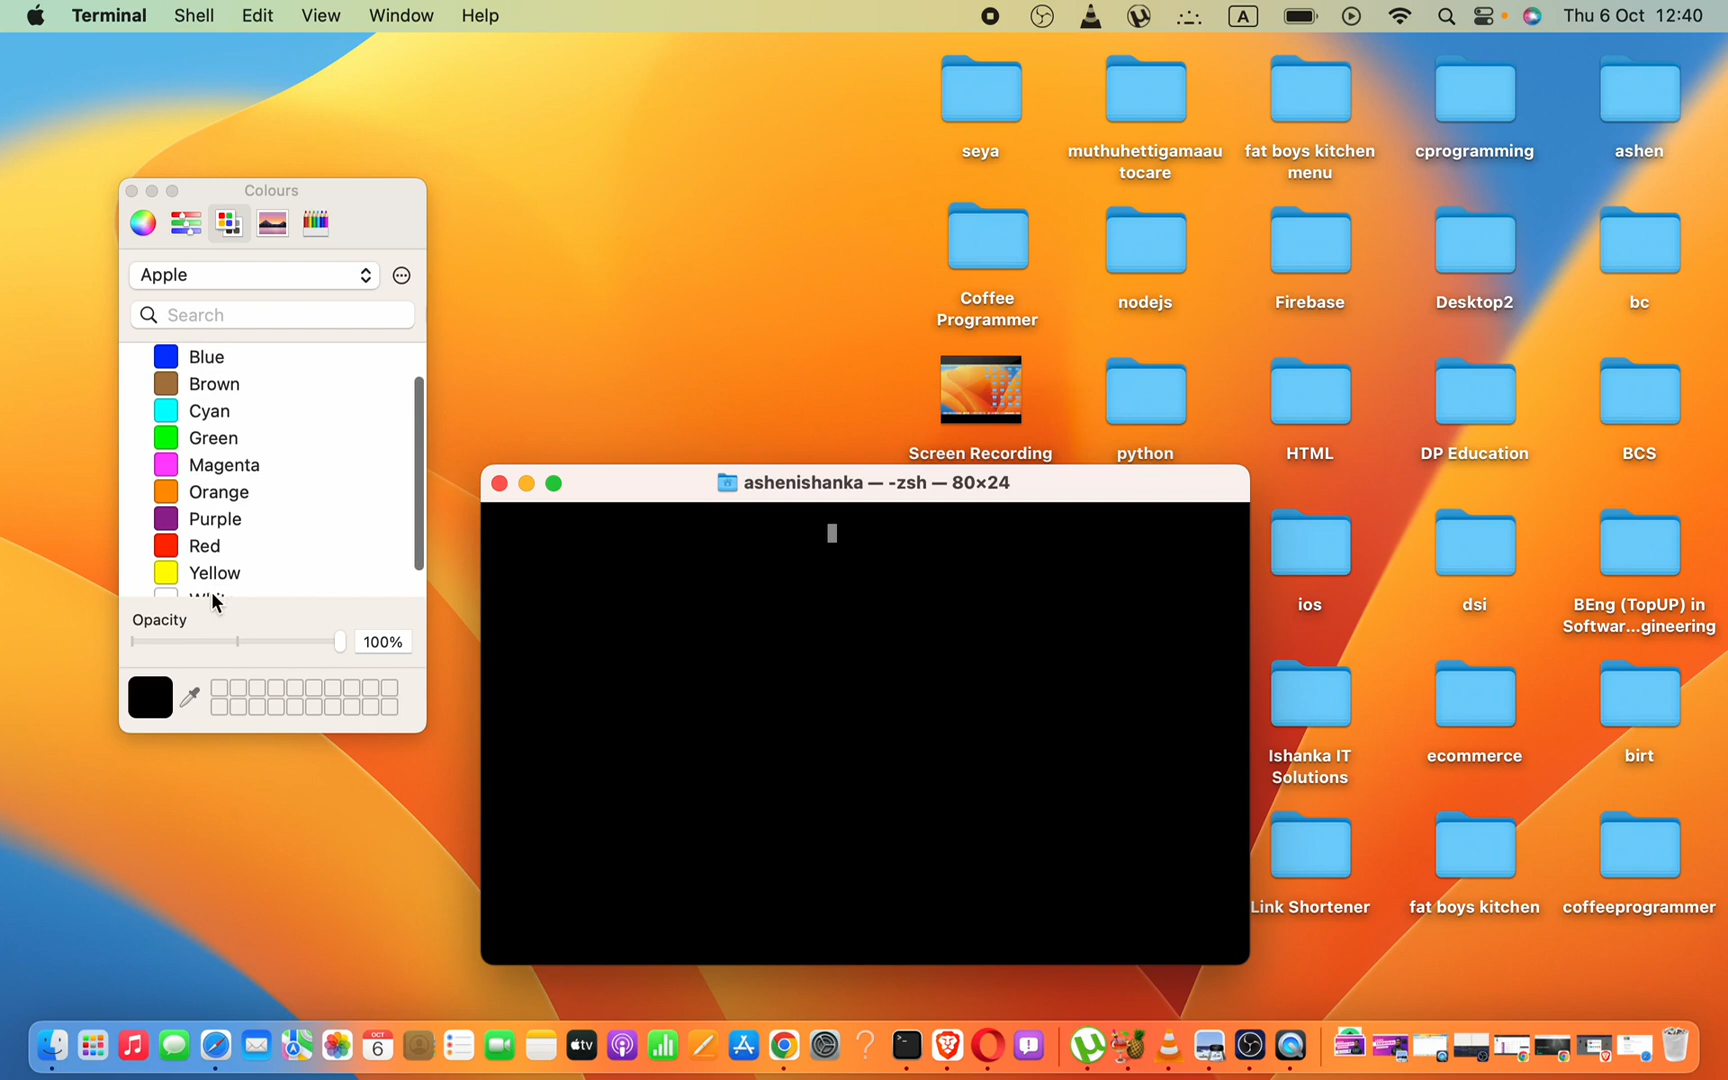 Terminal Shell Edit View Window Help
A
Thu 6 Oct 12:40
seya
muthuhettigamaau
tocare
fat boys kitchen
menu
cprogramming
ashen
Coffee
Programmer
nodejs
Firebase
Desktop2
bc
Screen Recording
python
HTML
DP Education
BCS
ios
dsi
BEng (TopUP) in
Softwar...gineering
Ishanka IT
Solutions
ecommerce
birt
Link Shortener
fat boys kitchen
coffeeprogrammer
Colours
Apple
Search
Blue
Brown
Cyan
Green
Magenta
Orange
Purple
Red
Yellow
Opacity
100%
ashenishanka — -zsh — 80×24
OCT
6
tv